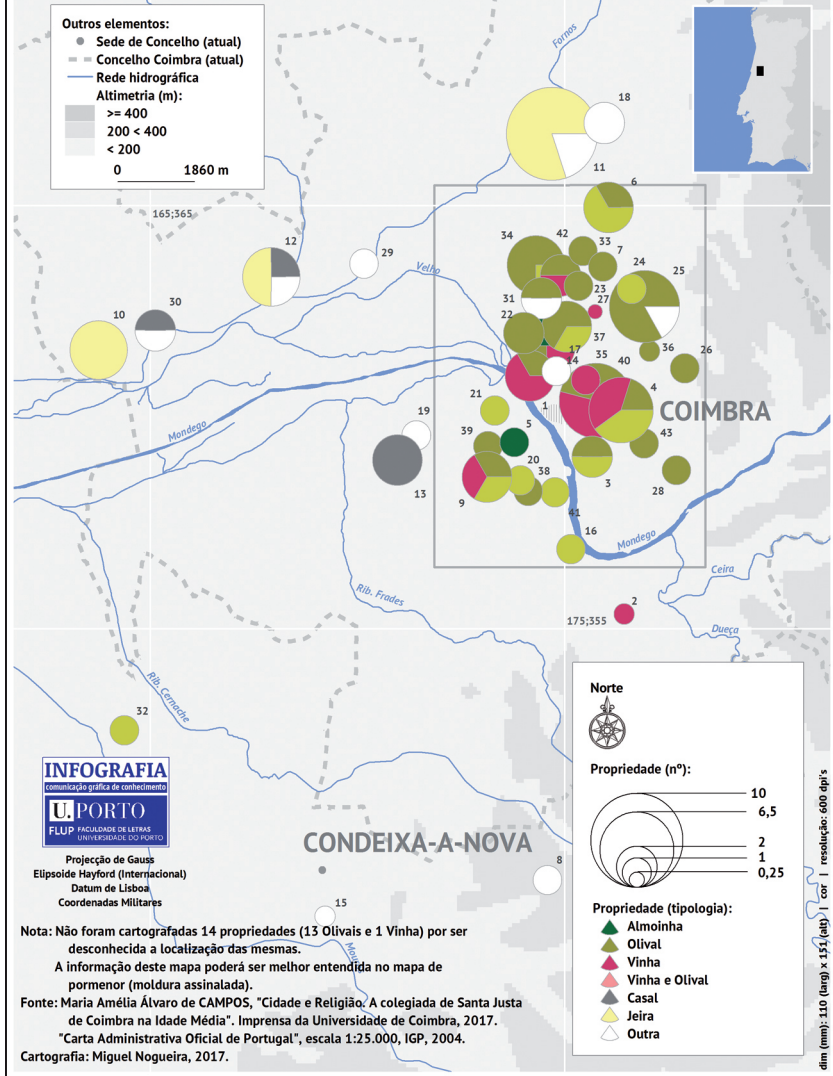 Outros elementos:
Sede de Concelho (atual)
Concelho Coimbra (atual)
Rede hidrográfica
Altimetria (m):
>= 400
200 < 400
< 200
0 1860 m
165;365
Fornos
18
11
6
12
29
Velho
34
42
33
7
24
25
23
31
27
22
37
10
30
17
14
35
40
36
26
4
COIMBRA
21
1
19
Mondego
39
5
43
20
38
3
28
13
9
41
16
Mondego
Ceira
Rib. Frades
2
175;355
Dueça
Rib. Cernache
32
Norte
INFOGRAFIA
comunicação gráfica de conhecimento
U. PORTO
FLUP FACULDADE DE LETRAS
UNIVERSIDADE DO PORTO
Projecção de Gauss
Elipsoide Hayford (Internacional)
Datum de Lisboa
Coordenadas Militares
CONDEIXA-A-NOVA
8
15
Propriedade (nº):
10
6,5
2
1
0,25
Propriedade (tipologia):
Almoinha
Olival
Vinha
Vinha e Olival
Casal
Jeira
Outra
Nota: Não foram cartografadas 14 propriedades (13 Olivais e 1 Vinha) por ser
desconhecida a localização das mesmas.
A informação deste mapa poderá ser melhor entendida no mapa de
pormenor (moldura assinalada).
Fonte: Maria Amélia Álvaro de CAMPOS, "Cidade e Religião. A colegiada de Santa Justa
de Coimbra na Idade Média". Imprensa da Universidade de Coimbra, 2017.
"Carta Administrativa Oficial de Portugal", escala 1:25.000, IGP, 2004.
Cartografia: Miguel Nogueira, 2017.
dim (mm): 110 (larg) x 151 (alt) | cor | resolução: 600 dpi's